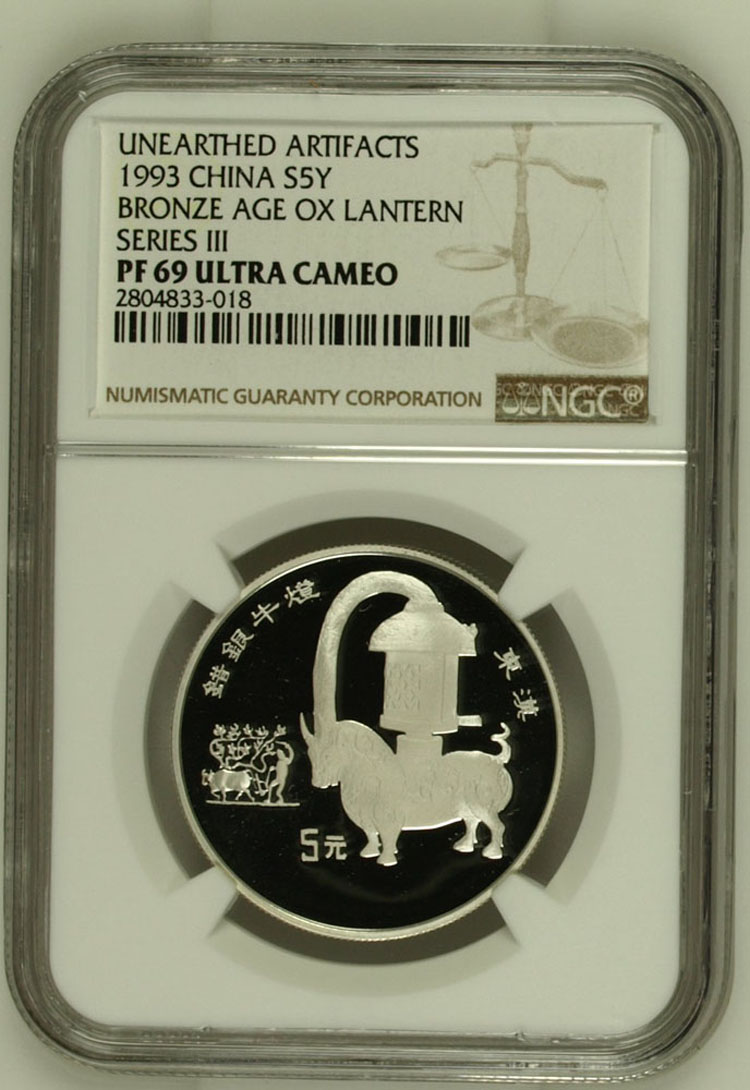 UNEARTHED ARTIFACTS
1993 CHINA S5Y
BRONZE AGE OX LANTERN
SERIES III
PF 69 ULTRA CAMEO
2804833-018
NUMISMATIC GUARANTY CORPORATION
NGC®
錯銀牛燈
東漢
5元